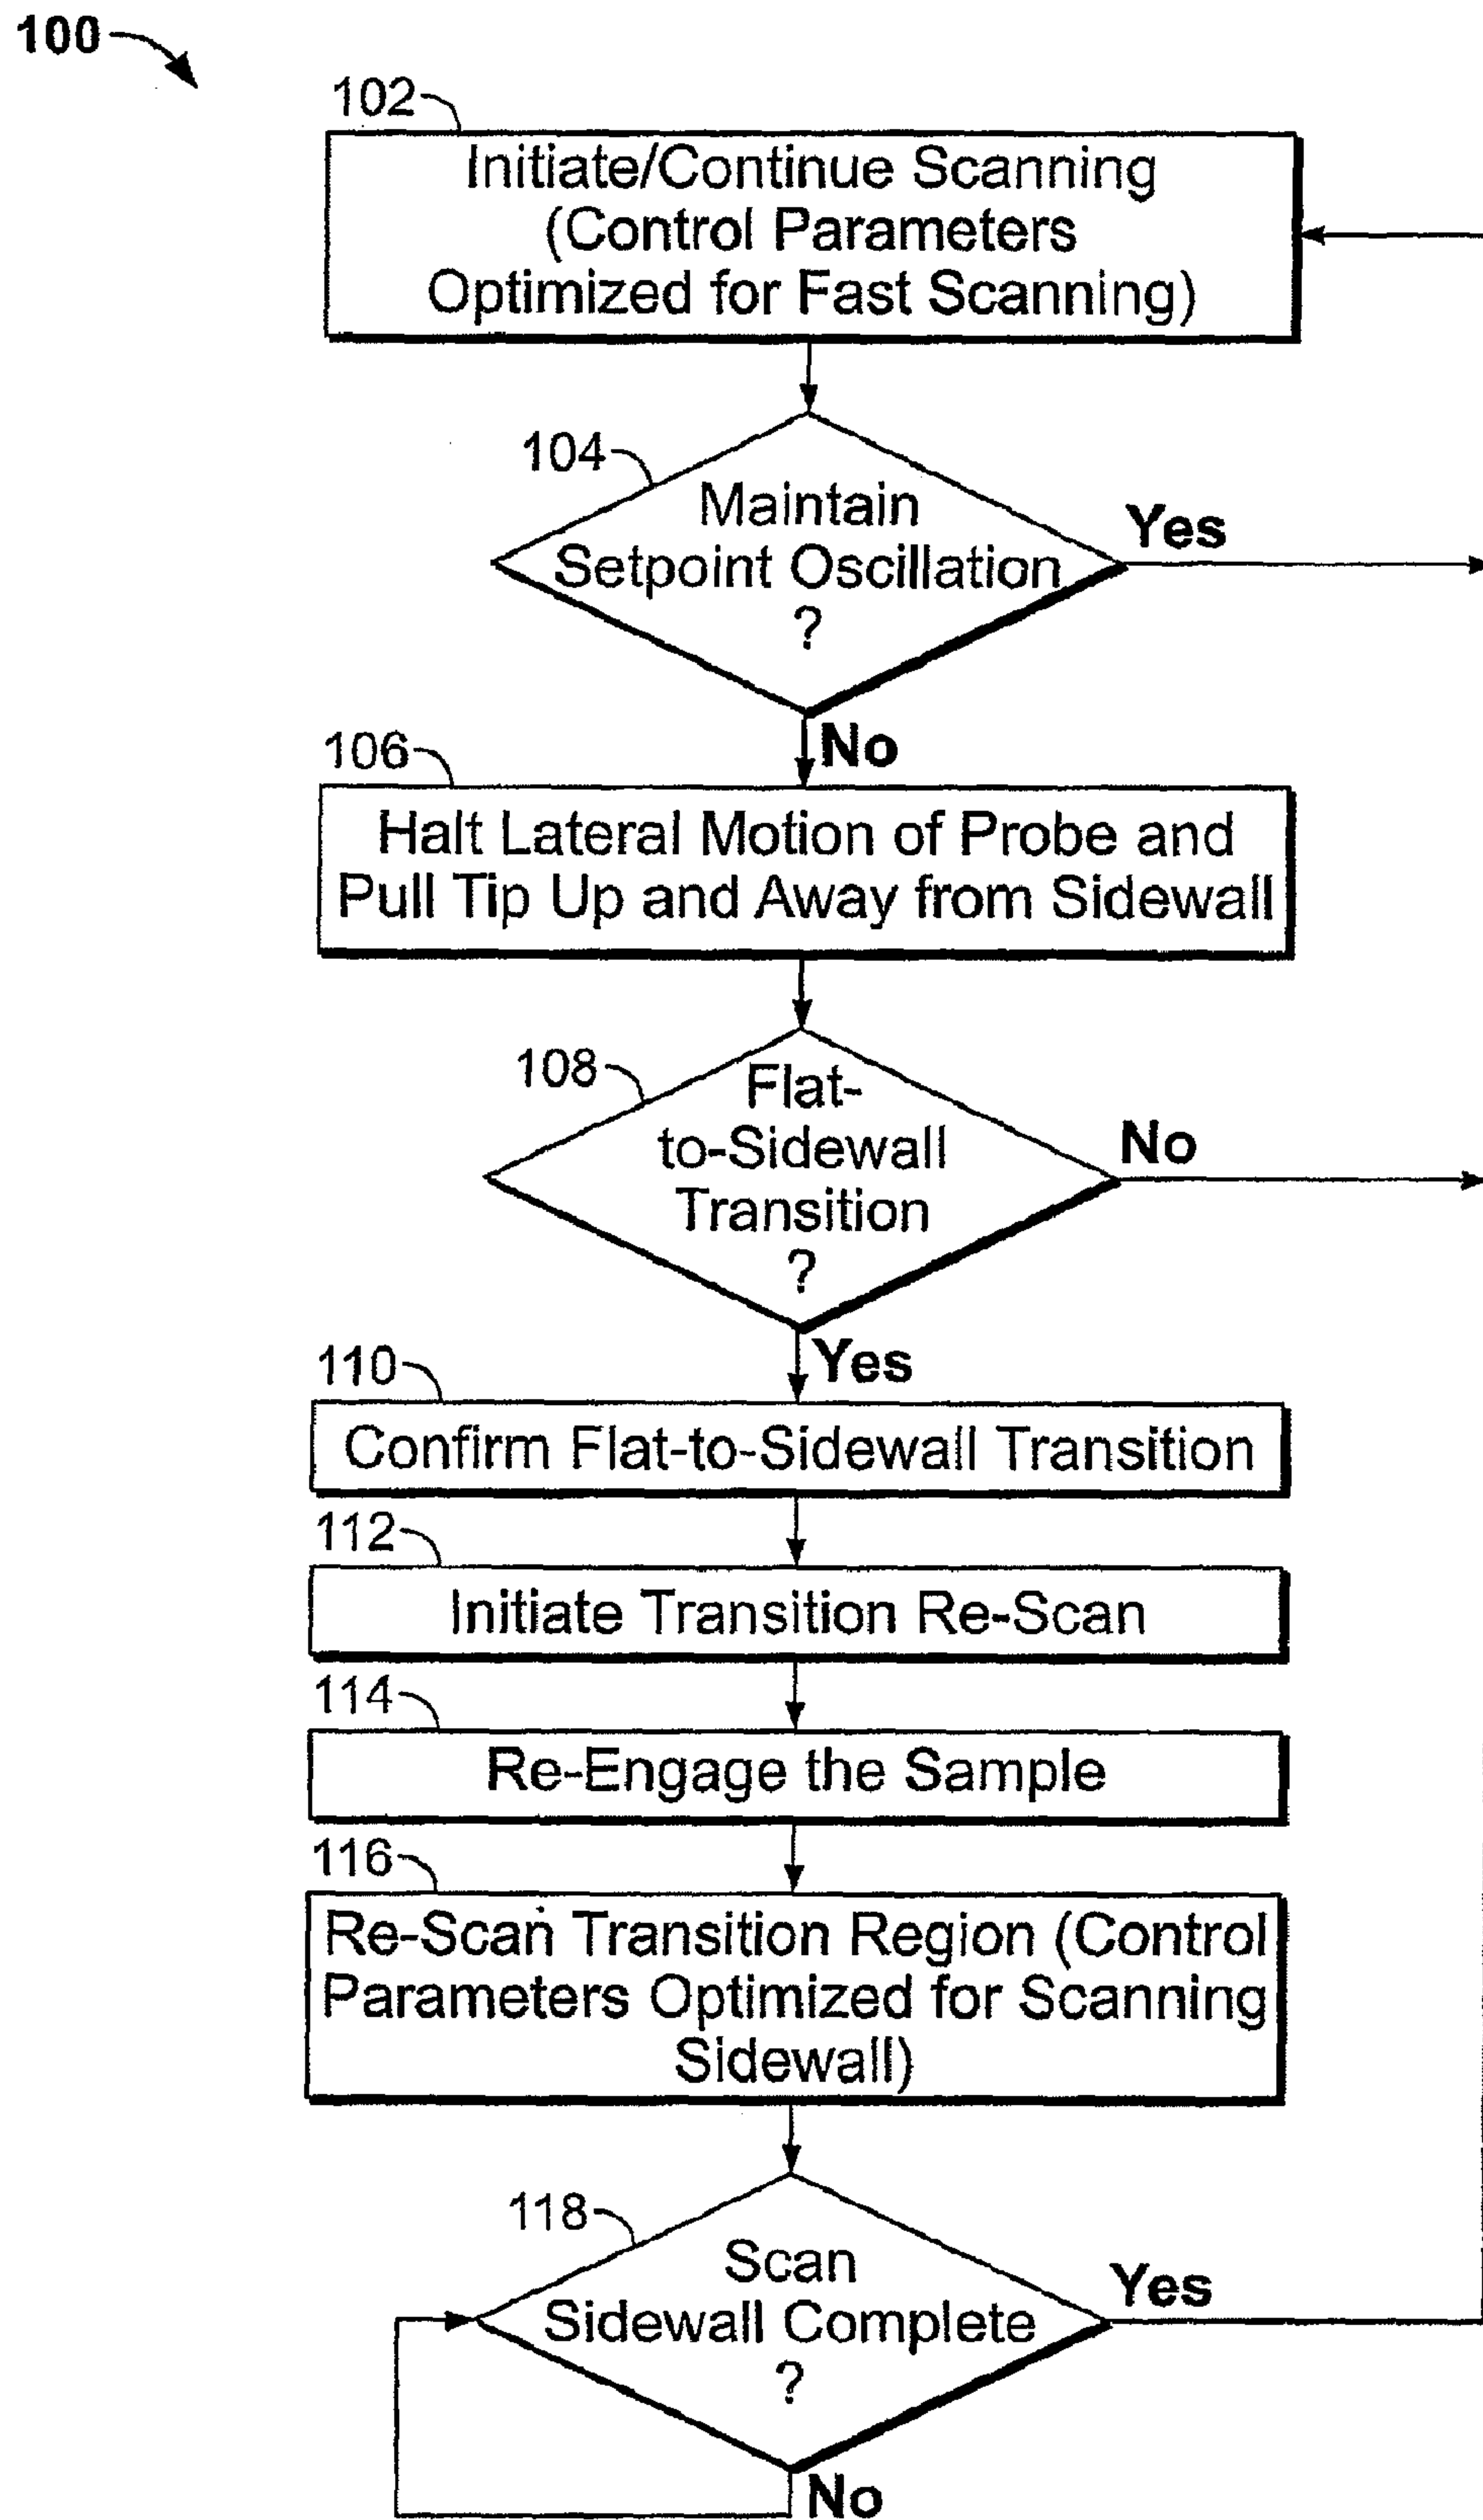 100
102
Initiate/Continue Scanning
(Control Parameters
Optimized for Fast Scanning)
104
Maintain
Setpoint Oscillation
?
Yes
No
106
Halt Lateral Motion of Probe and
Pull Tip Up and Away from Sidewall
108
Flat-
to-Sidewall
Transition
?
No
Yes
110
Confirm Flat-to-Sidewall Transition
112
Initiate Transition Re-Scan
114
Re-Engage the Sample
116
Re-Scan Transition Region (Control
Parameters Optimized for Scanning
Sidewall)
118
Scan
Sidewall Complete
?
Yes
No